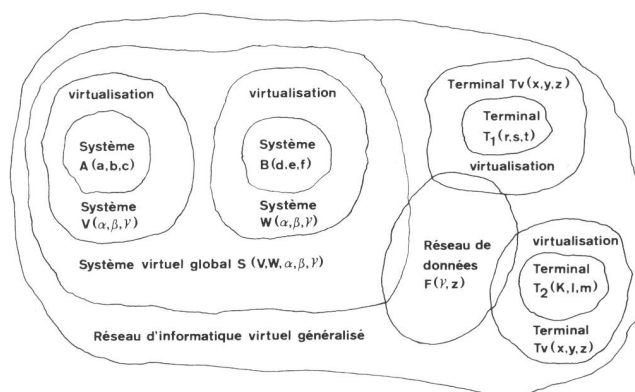 virtualisation
Système
A (a,b,c)
Système
V(α,β,γ)
virtualisation
Système
B (d.e,f)
Système
W(α,β,γ)
Système virtuel global S (V,W,α,β,γ)
Réseau d'informatique virtuel généralisé
Terminal Tv(x,y,z)
Terminal
T1(r,s,t)
virtualisation
Réseau de
données
F(γ,z)
virtualisation
Terminal
T2(K,l,m)
Terminal
Tv(x,y,z)